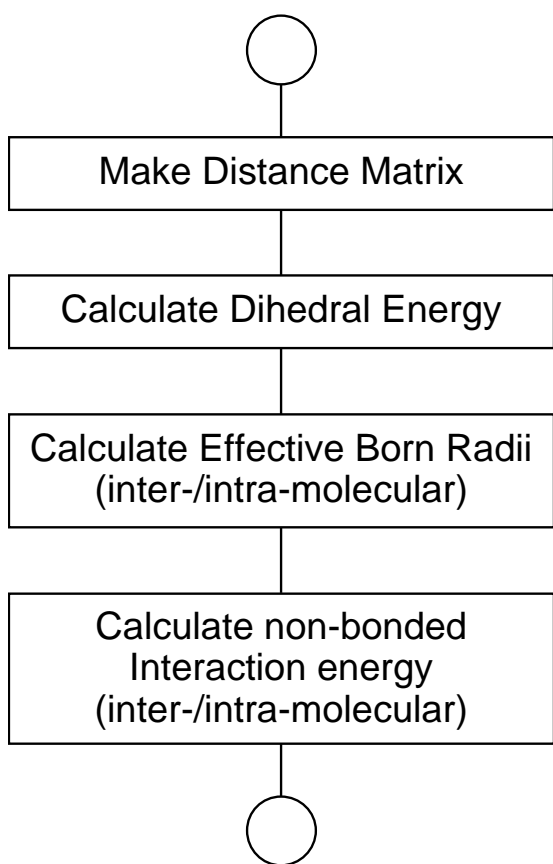 Make Distance Matrix
Calculate Dihedral Energy
Calculate Effective Born Radii
(inter-/intra-molecular)
Calculate non-bonded
Interaction energy
(inter-/intra-molecular)